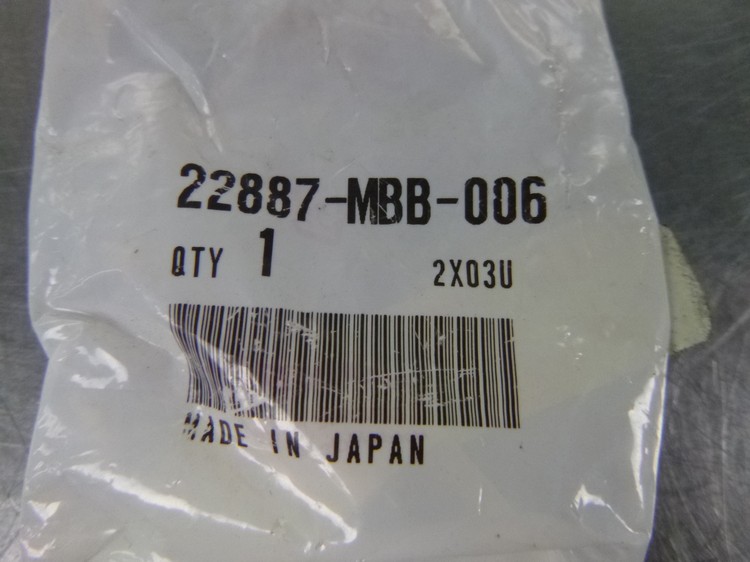 22887-MBB-006
QTY 1 2X03U
MADE IN JAPAN